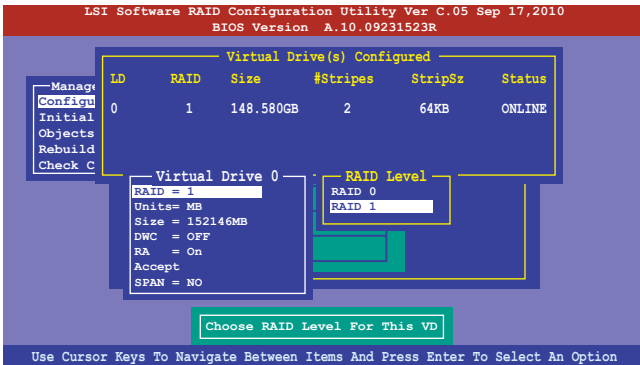 LSI Software RAID Configuration Utility Ver C.05 Sep 17,2010
BIOS Version A.10.09231523R
Virtual Drive(s) Configured
LD RAID Size #Stripes StripSz Status
0 1 148.580GB 2 64KB ONLINE
Manage
Configu
Initial
Objects
Rebuild
Check C
Virtual Drive 0
RAID = 1
Units= MB
Size = 152146MB
DWC = OFF
RA = On
Accept
SPAN = NO
RAID Level
RAID 0
RAID 1
Choose RAID Level For This VD
Use Cursor Keys To Navigate Between Items And Press Enter To Select An Option